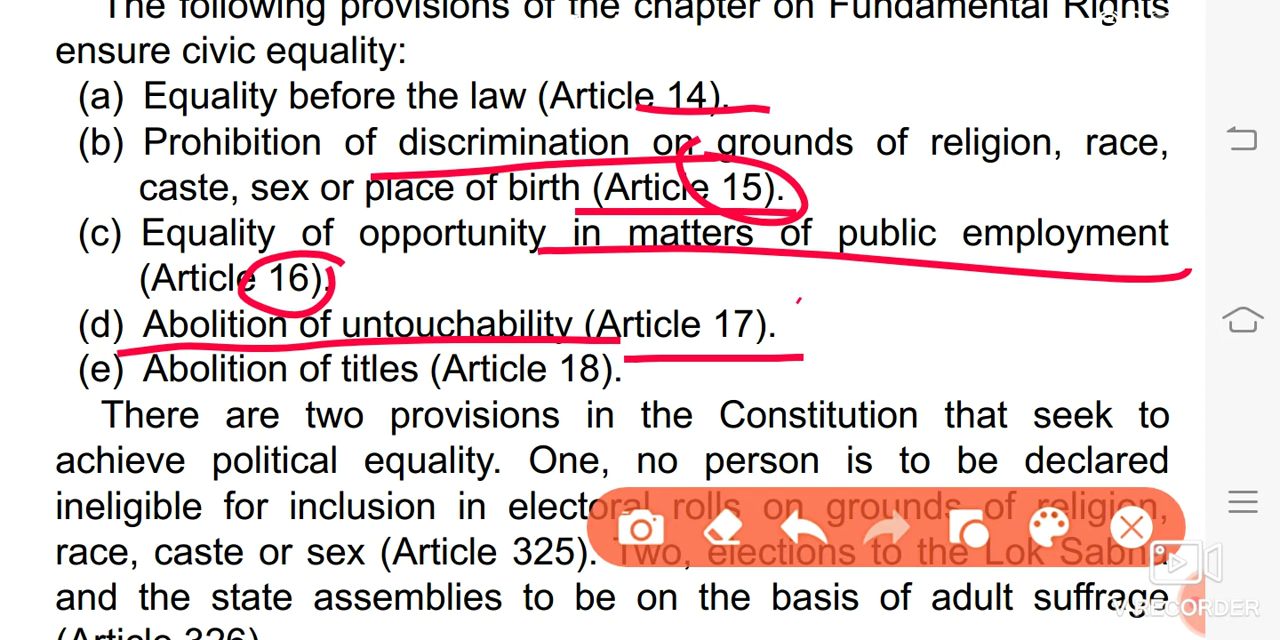 The following provisions of the chapter on Fundamental Rights
ensure civic equality:
(a) Equality before the law (Article 14).
(b) Prohibition of discrimination on grounds of religion, race,
caste, sex or place of birth (Article 15).
(c) Equality of opportunity in matters of public employment
(Article 16).
(d) Abolition of untouchability (Article 17).
(e) Abolition of titles (Article 18).
There are two provisions in the Constitution that seek to
achieve political equality. One, no person is to be declared
ineligible for inclusion in electoral rolls on grounds of religion,
race, caste or sex (Article 325). Two, elections to the Lok Sabha
and the state assemblies to be on the basis of adult suffrage
(Article 326)
V RECORDER